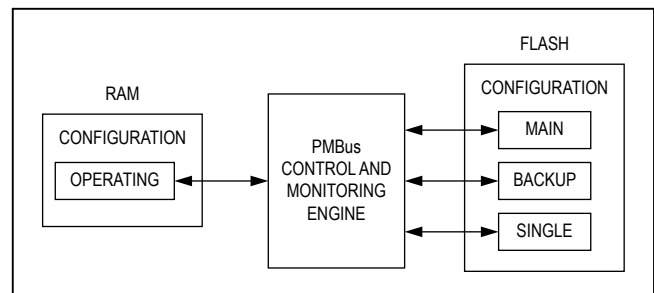 RAM
CONFIGURATION
OPERATING
PMBus
CONTROL AND
MONITORING
ENGINE
FLASH
CONFIGURATION
MAIN
BACKUP
SINGLE